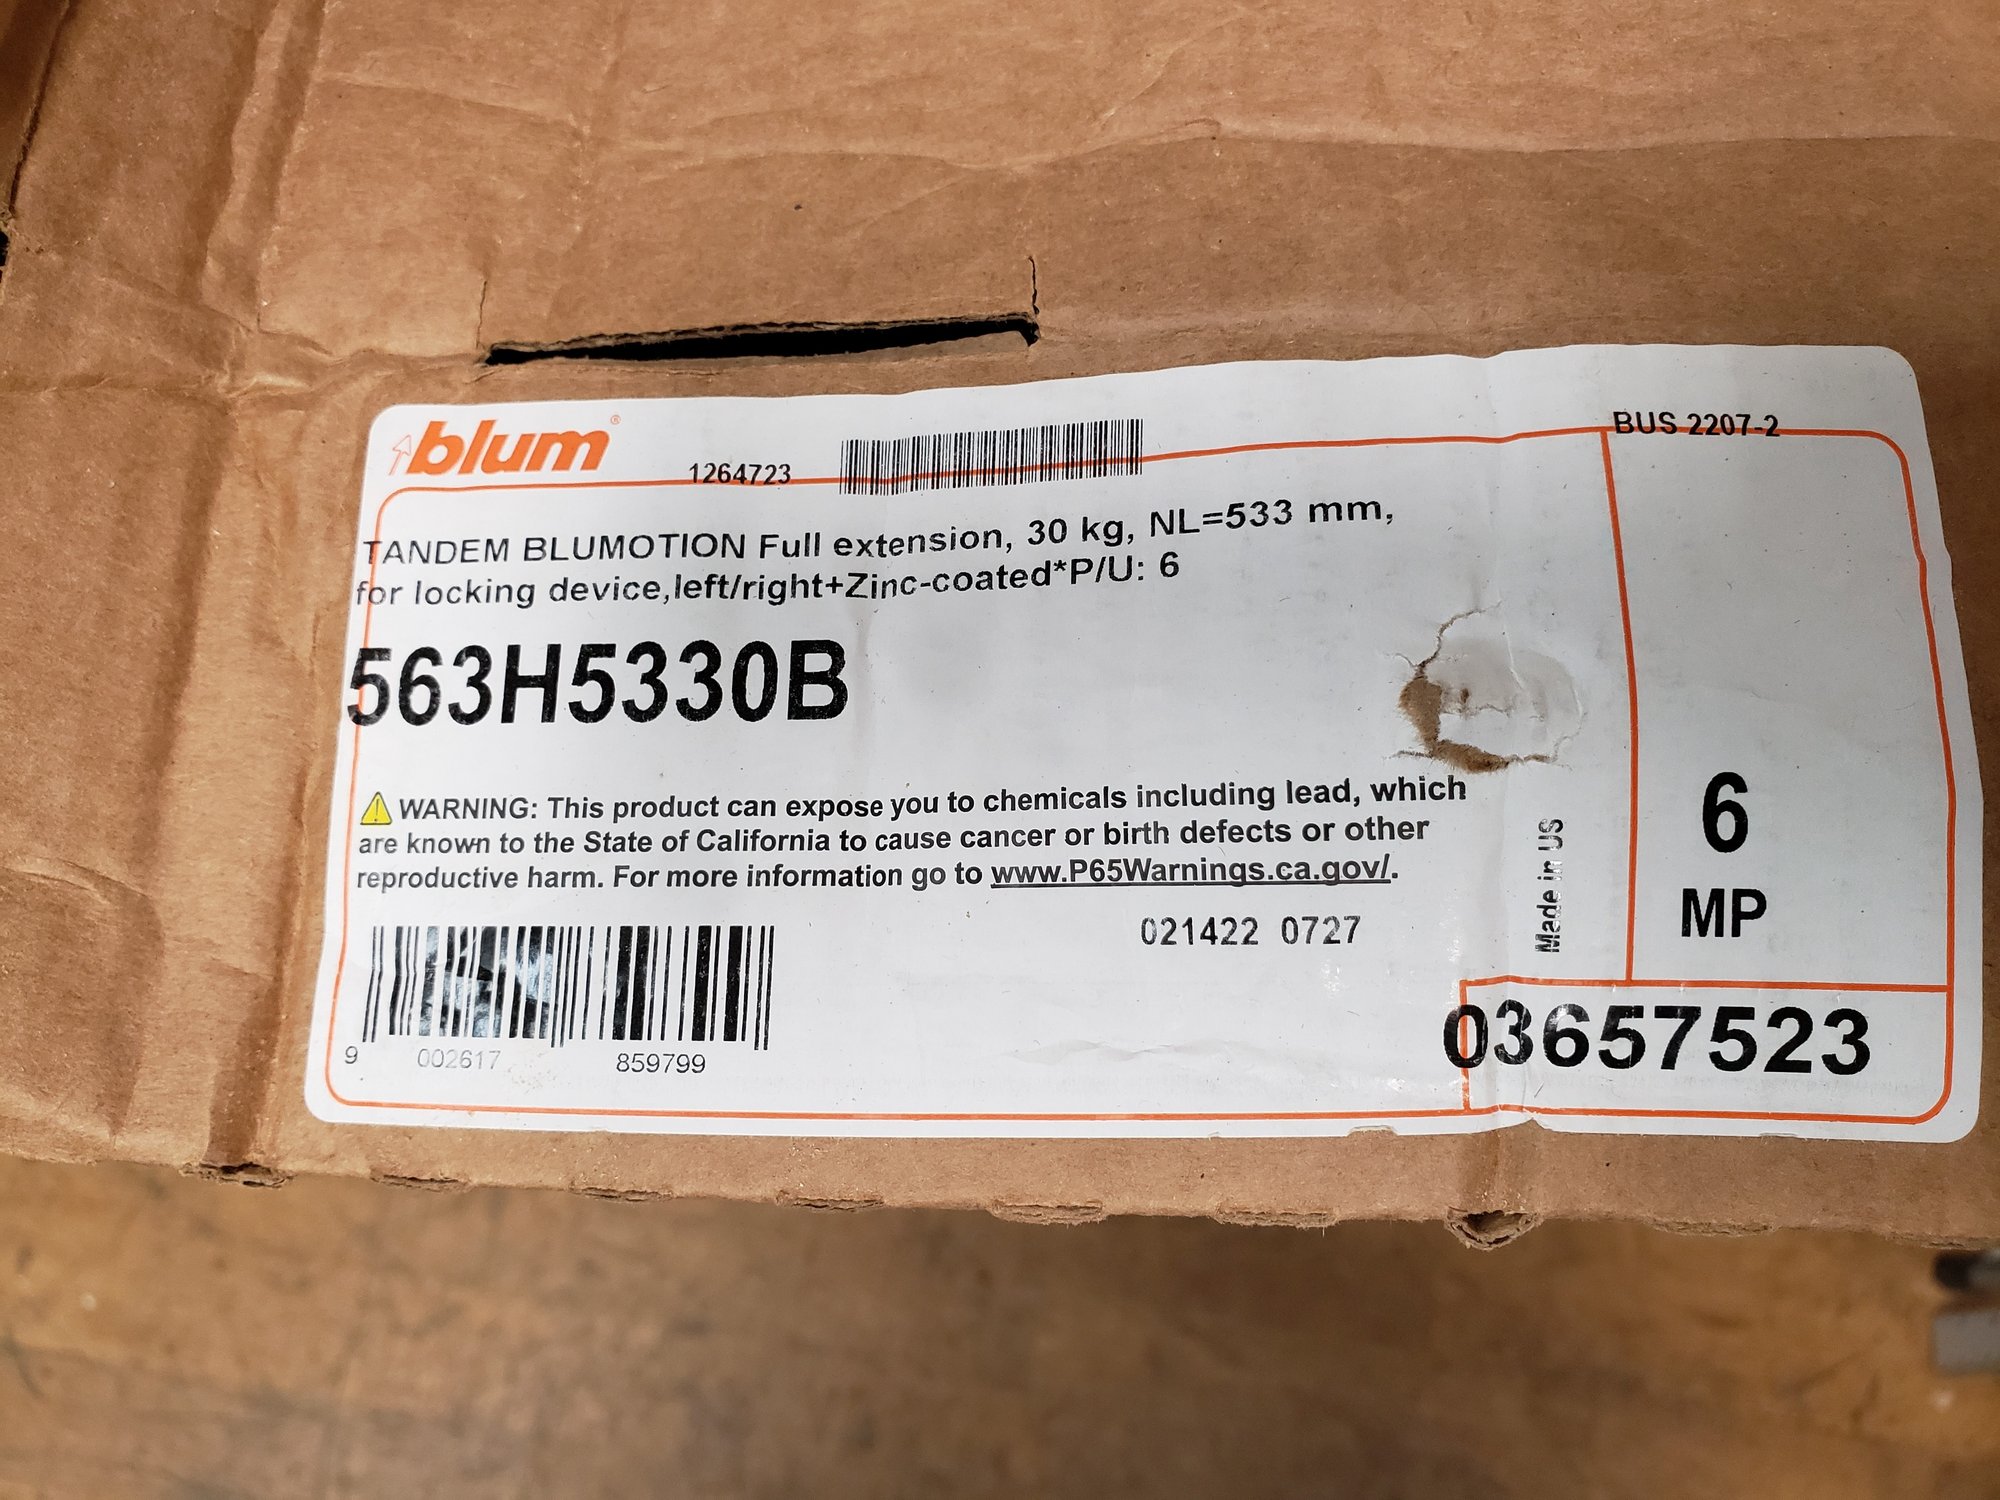 blum®
1264723
BUS 2207-2
TANDEM BLUMOTION Full extension, 30 kg, NL=533 mm,
for locking device,left/right+Zinc-coated*P/U: 6
563H5330B
WARNING: This product can expose you to chemicals including lead, which
are known to the State of California to cause cancer or birth defects or other
reproductive harm. For more information go to www.P65Warnings.ca.gov/.
021422 0727
Made in US
6
MP
9 002617 859799
03657523